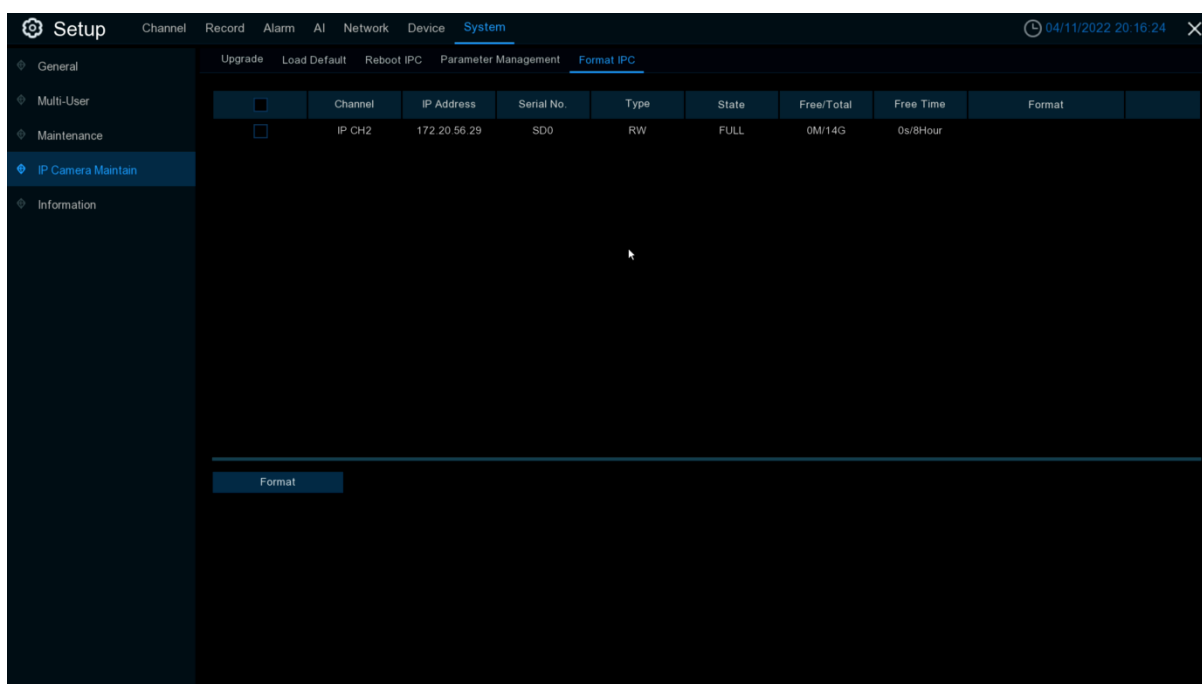 Setup Channel Record Alarm AI Network Device System 04/11/2022 20:16:24
General
Multi-User
Maintenance
IP Camera Maintain
Information
Upgrade Load Default Reboot IPC Parameter Management Format IPC
Channel IP Address Serial No. Type State Free/Total Free Time Format
IP CH2 172.20.56.29 SD0 RW FULL 0M/14G 0s/8Hour
Format